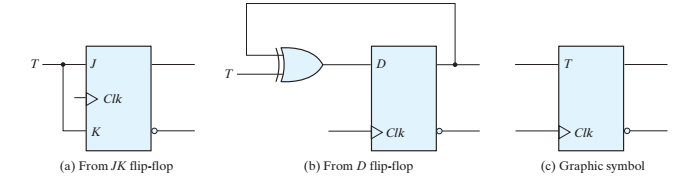 T
J
Clk
K
(a) From JK flip-flop
T
D
Clk
(b) From D flip-flop
T
Clk
(c) Graphic symbol